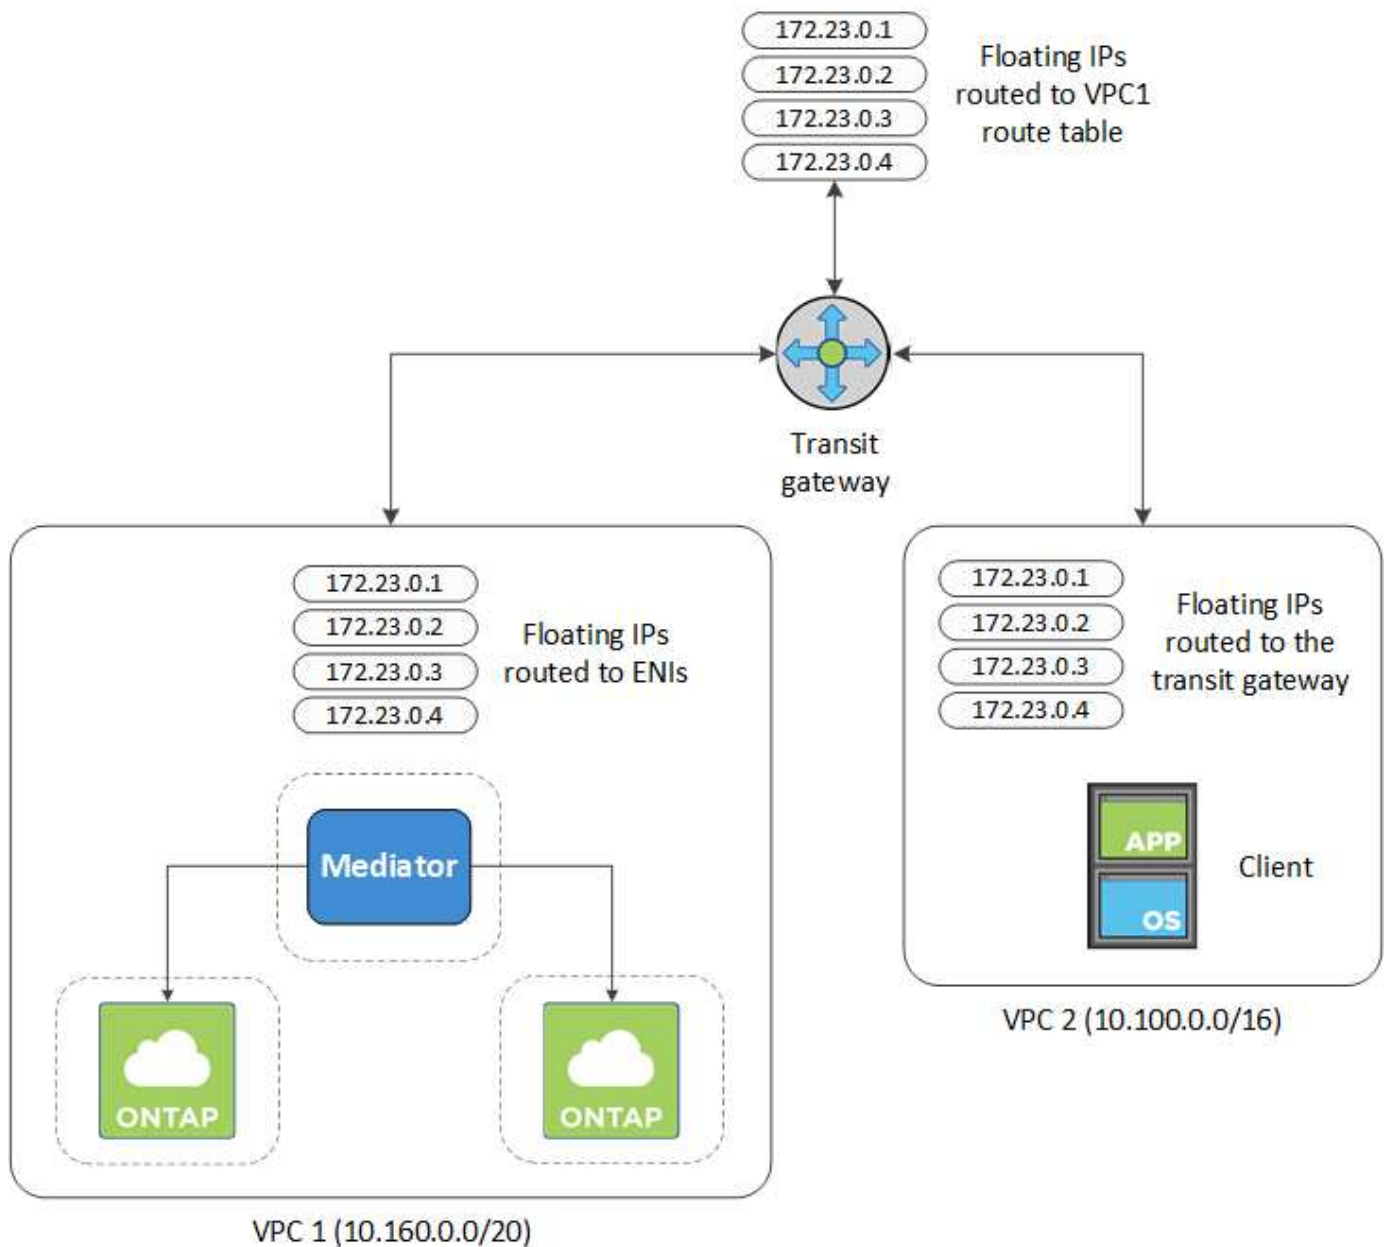 172.23.0.1
172.23.0.2
172.23.0.3
172.23.0.4
Floating IPs
routed to VPC1
route table
Transit
gateway
172.23.0.1
172.23.0.2
172.23.0.3
172.23.0.4
Floating IPs
routed to ENIs
Mediator
ONTAP
ONTAP
VPC 1 (10.160.0.0/20)
172.23.0.1
172.23.0.2
172.23.0.3
172.23.0.4
Floating IPs
routed to the
transit gateway
APP
OS
Client
VPC 2 (10.100.0.0/16)